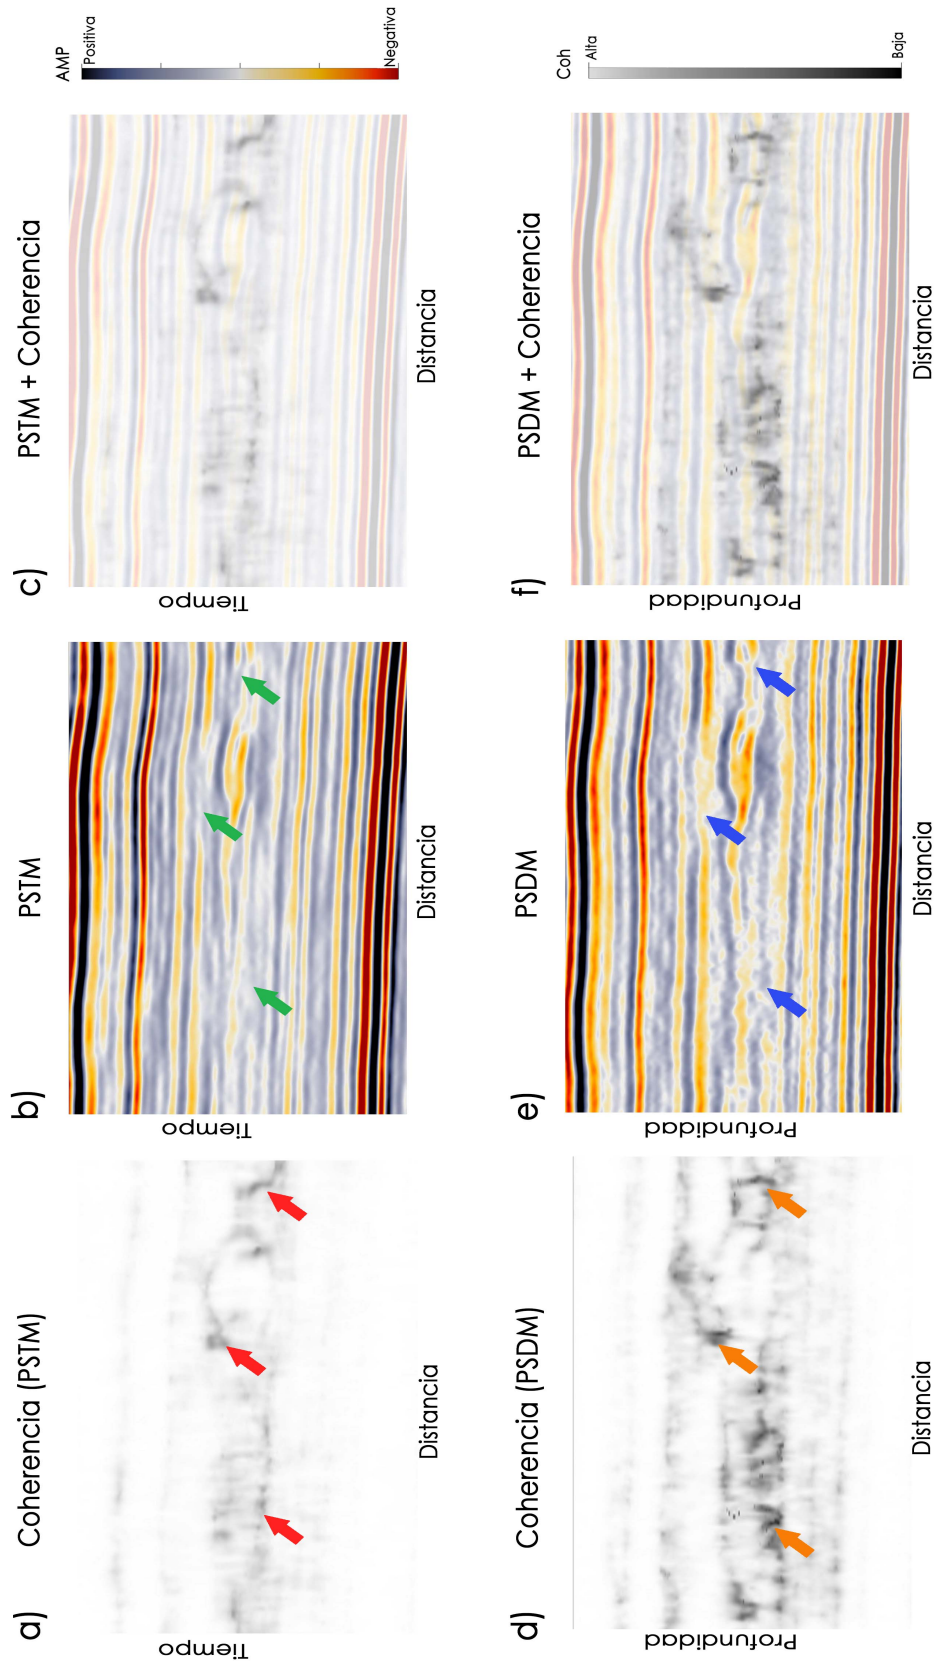 a)
Coherencia (PSTM)
Tiempo
Distancia
b)
PSTM
Tiempo
Distancia
c)
PSTM + Coherencia
Tiempo
Distancia
AMP
Positiva
Negativa
d)
Coherencia (PSDM)
Profundidad
Distancia
e)
PSDM
Profundidad
Distancia
f)
PSDM + Coherencia
Profundidad
Distancia
Coh
Alta
Baja